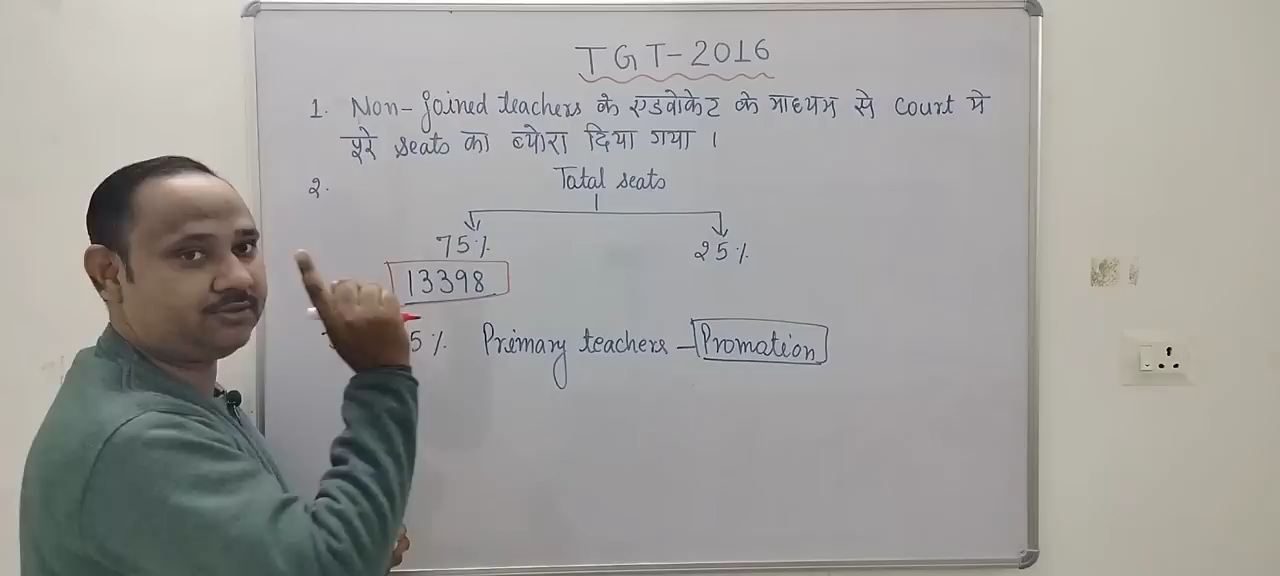 TGT-2016
1. Non-Joined teachers के एडवोकेट के माध्यम से court मे
पूरे seats का ब्योरा दिया गया ।
2. Tatal seats
75% 25%
13398
5% Primary teachers - Promation